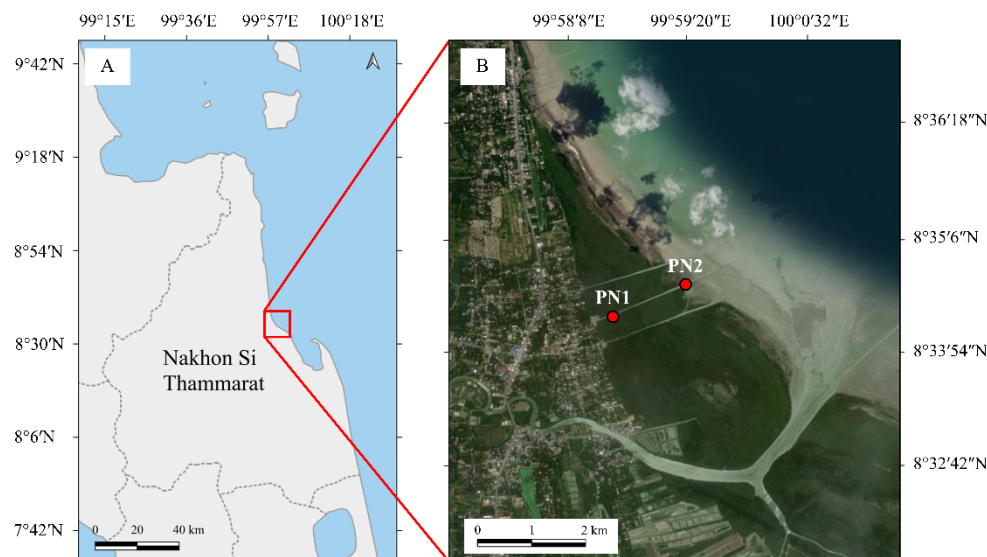 99°15′E 99°36′E 99°57′E 100°18′E
99°58′8″E 99°59′20″E 100°0′32″E
A
B
9°42′N
9°18′N
8°54′N
8°30′N
8°6′N
7°42′N
Nakhon Si
Thammarat
0 20 40 km
PN2
PN1
0 1 2 km
8°36′18″N
8°35′6″N
8°33′54″N
8°32′42″N